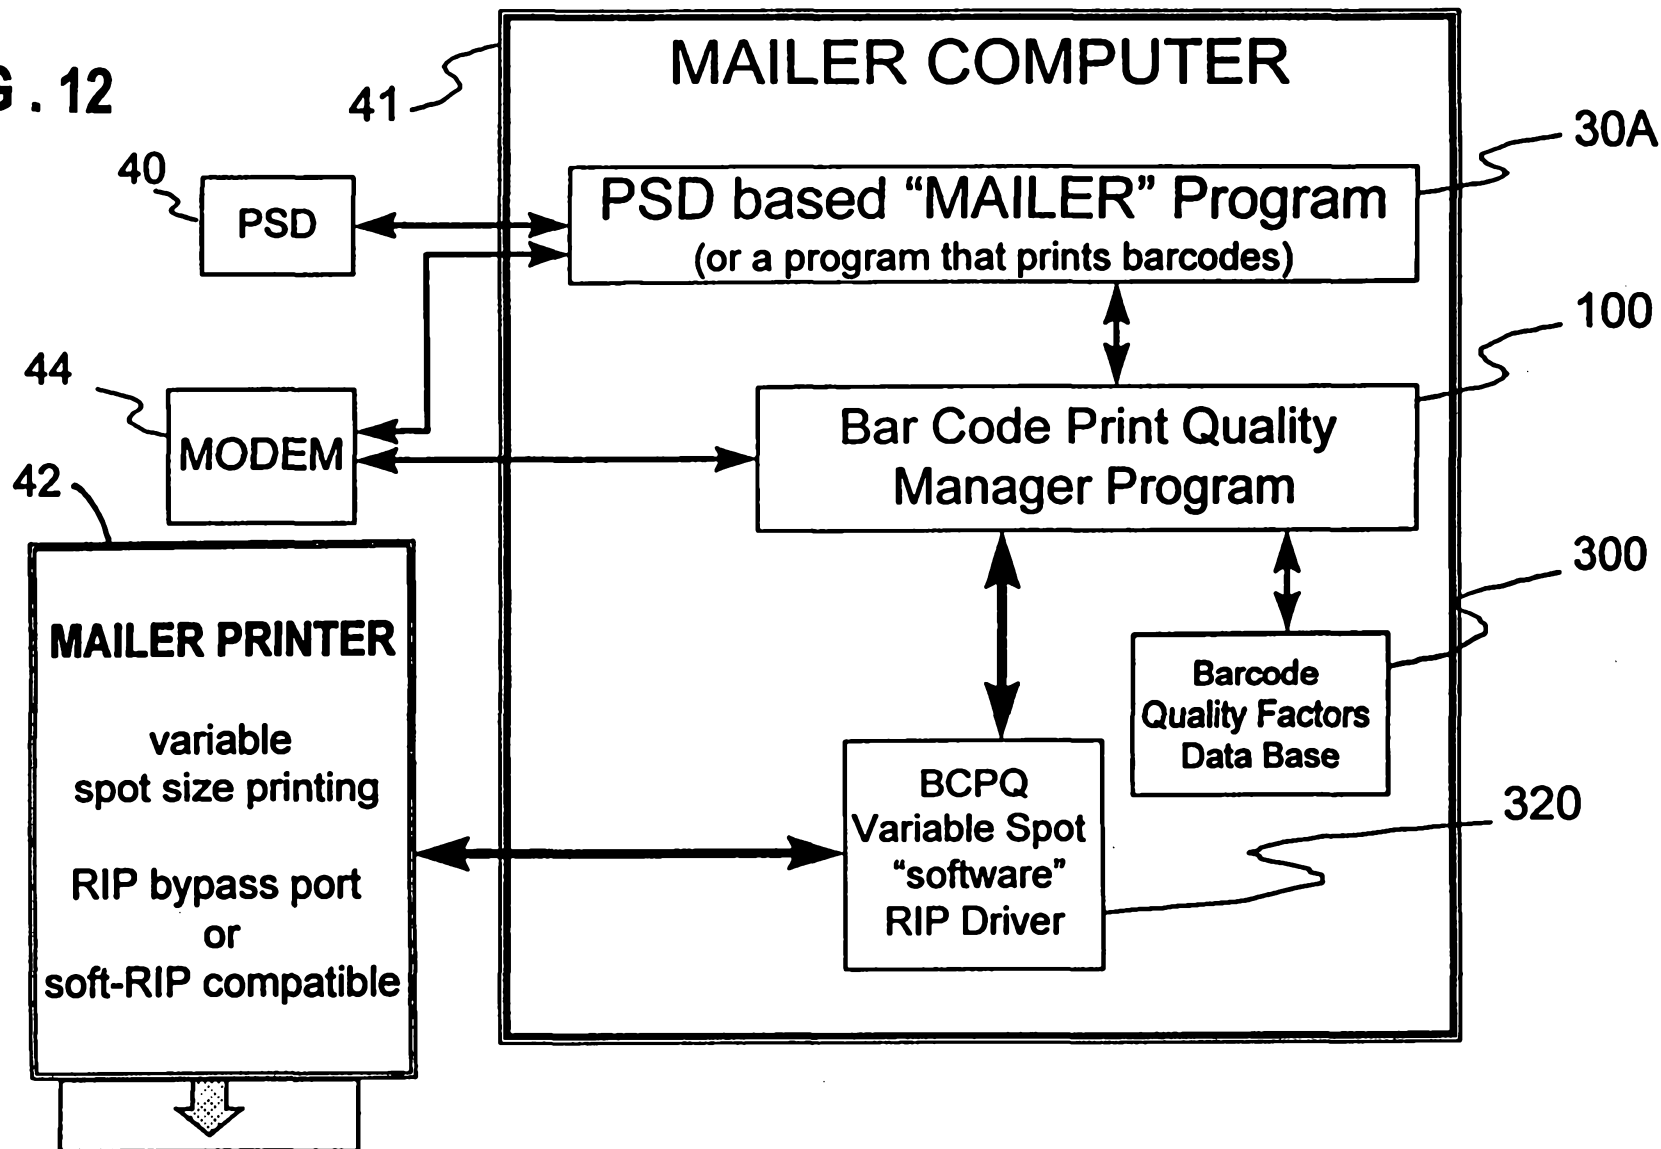 G. 12
MAILER COMPUTER
41
30A
40
PSD
PSD based “MAILER” Program
(or a program that prints barcodes)
100
44
MODEM
Bar Code Print Quality
Manager Program
42
300
MAILER PRINTER
variable
spot size printing
RIP bypass port
or
soft-RIP compatible
Barcode
Quality Factors
Data Base
320
BCPQ
Variable Spot
“software”
RIP Driver